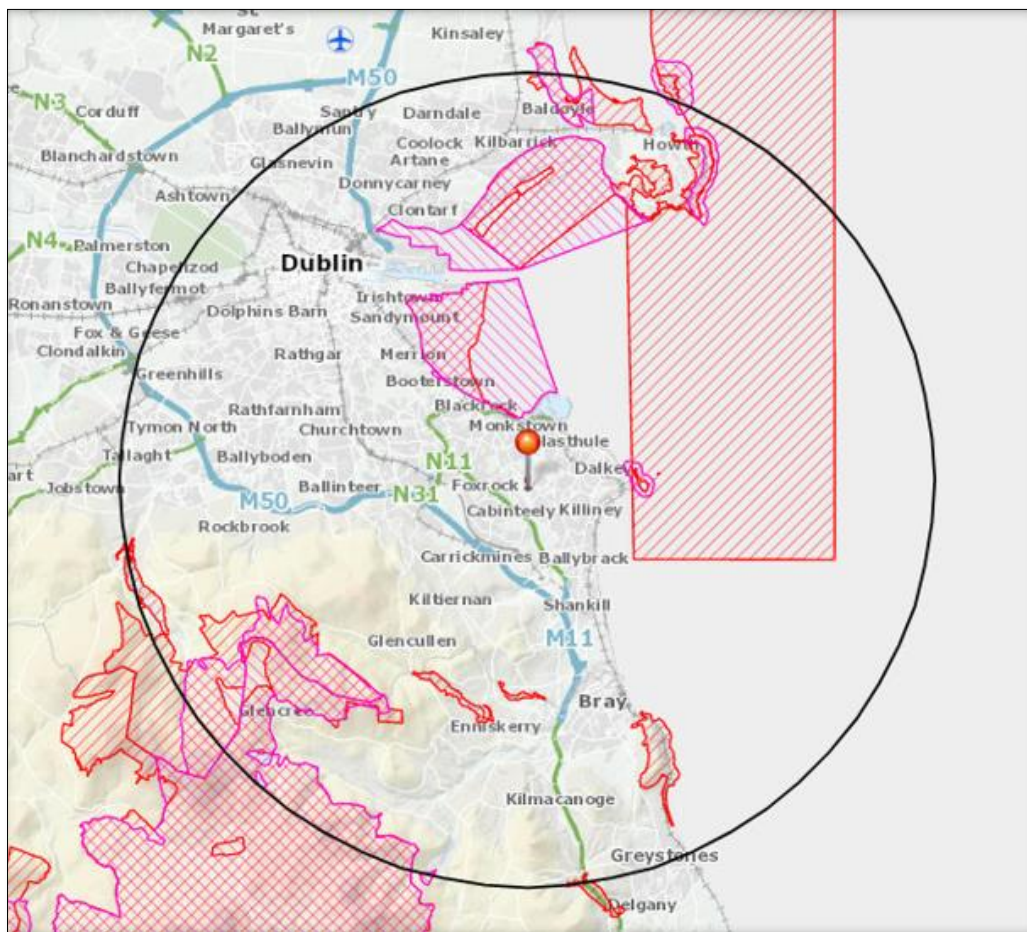 St.
Margaret's
Kinsaley
N2
M50
N3
Corduff
Santry
Darndale
Baldoyle
Ballymun
Coolock
Kilbarrick
Howth
Blanchardstown
Glasnevin
Artane
Donnycarney
Ashtown
Clontarf
N4
Palmerston
Dublin
Chapelizod
Ballyfermot
Irishtown
Ronanstown
Dolphins Barn
Sandymount
Fox & Geese
Clondalkin
Rathgar
Merrion
Greenhills
Booterstown
Rathfarnham
Blackrock
Tymon North
Churchtown
Monkstown
lasthule
Tallaght
Ballyboden
N11
Dalkey
art
Jobstown
M50
Ballinteer
N31
Foxrock
Cabinteely
Killiney
Rockbrook
Carrickmines
Ballybrack
Kiltiernan
Shankill
Glencullen
M11
Glencree
Bray
Enniskerry
Kilmacanoge
Greystones
Delgany